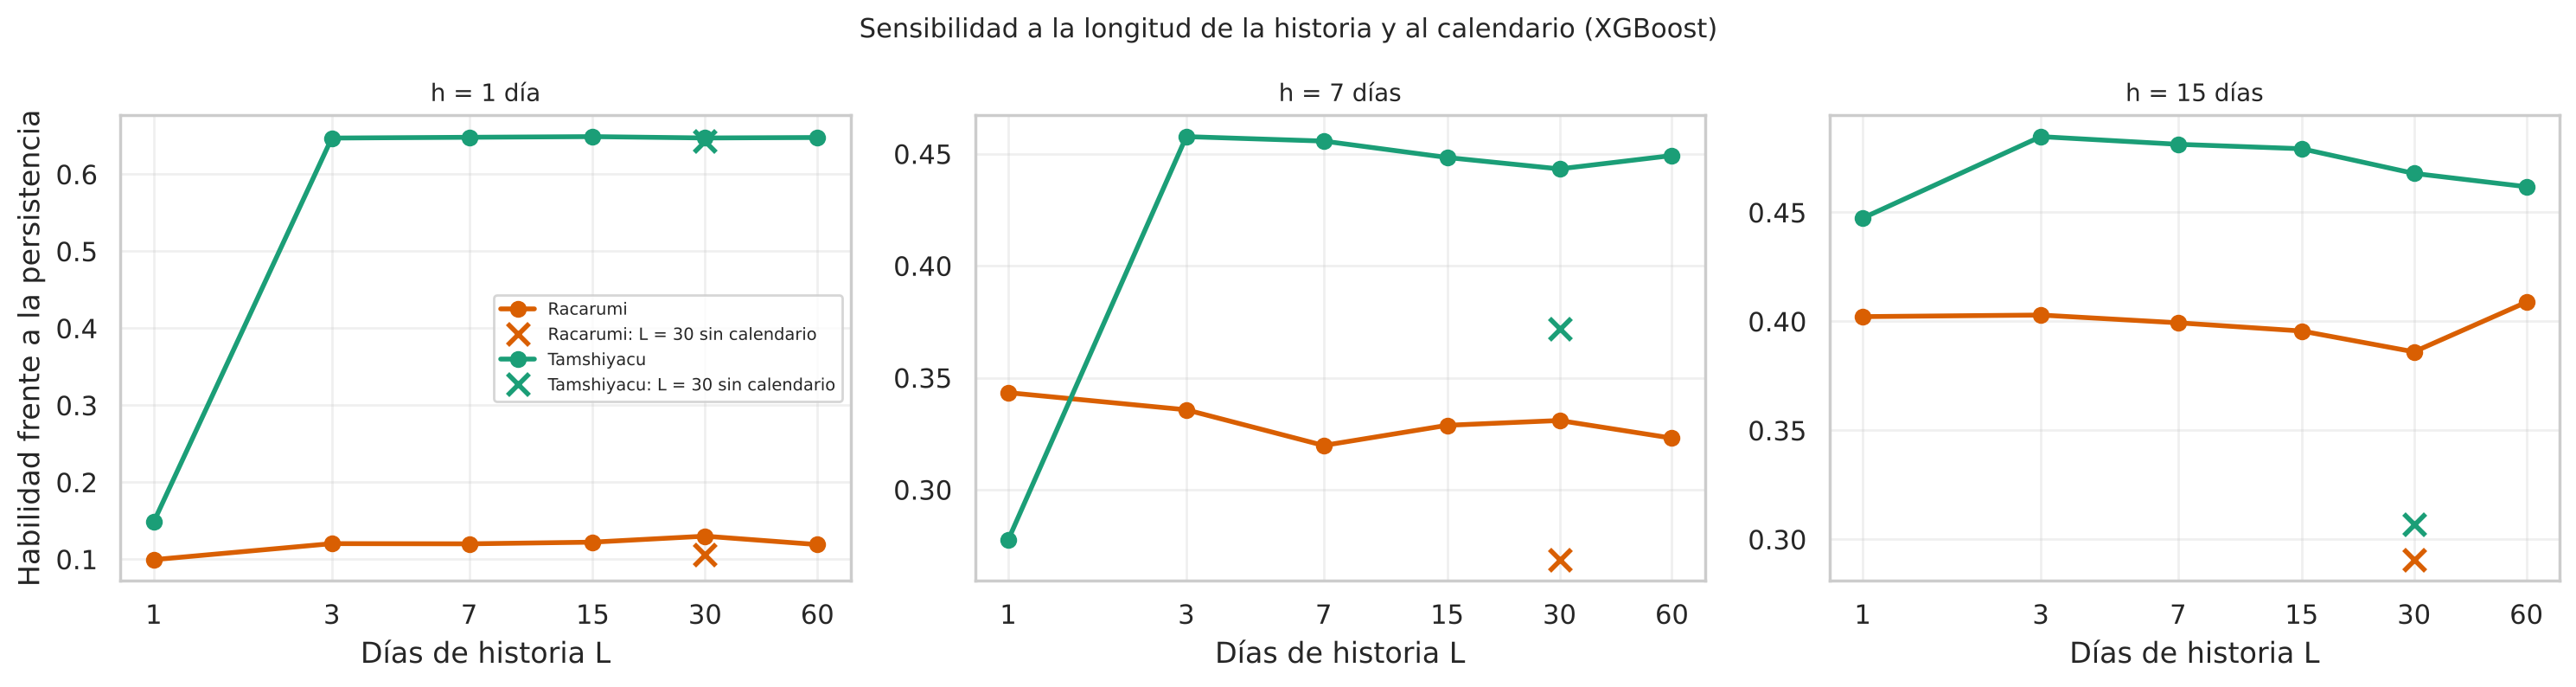 Sensibilidad a la longitud de la historia y al calendario (XGBoost)
h = 1 día
Habilidad frente a la persistencia
0.6
0.5
0.4
0.3
0.2
0.1
Racarumi
Racarumi: L = 30 sin calendario
Tamshiyacu
Tamshiyacu: L = 30 sin calendario
1 3 7 15 30 60
Días de historia L
h = 7 días
0.45
0.40
0.35
0.30
1 3 7 15 30 60
Días de historia L
h = 15 días
0.45
0.40
0.35
0.30
1 3 7 15 30 60
Días de historia L